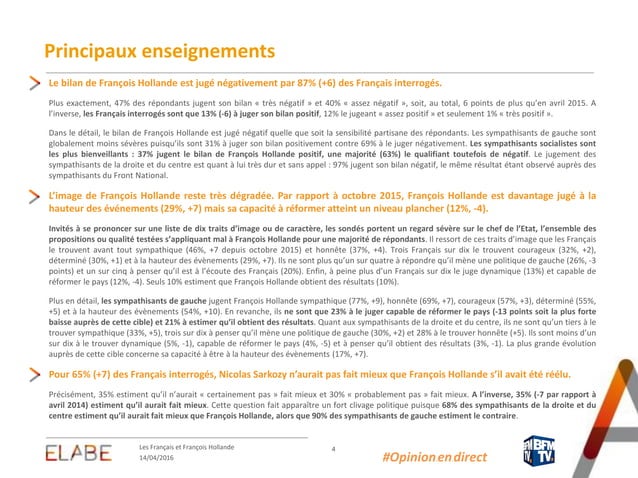 Principaux enseignements
Le bilan de François Hollande est jugé négativement par 87% (+6) des Français interrogés.
Plus exactement, 47% des répondants jugent son bilan « très négatif » et 40% « assez négatif », soit, au total, 6 points de plus qu'en avril 2015. A
l'inverse, les Français interrogés sont que 13% (-6) à juger son bilan positif, 12% le jugeant « assez positif » et seulement 1% « très positif ».
Dans le détail, le bilan de François Hollande est jugé négatif quelle que soit la sensibilité partisane des répondants. Les sympathisants de gauche sont
globalement moins sévères puisqu'ils sont 31% à juger son bilan positivement contre 69% à le juger négativement. Les sympathisants socialistes sont
les plus bienveillants : 37% jugent le bilan de François Hollande positif, une majorité (63%) le qualifiant toutefois de négatif. Le jugement des
sympathisants de la droite et du centre est quant à lui très dur et sans appel : 97% jugent son bilan négatif, le même résultat étant observé auprès des
sympathisants du Front National.
L'image de François Hollande reste très dégradée. Par rapport à octobre 2015, François Hollande est davantage jugé à la
hauteur des événements (29%, +7) mais sa capacité à réformer atteint un niveau plancher (12%, -4).
Invités à se prononcer sur une liste de dix traits d'image ou de caractère, les sondés portent un regard sévère sur le chef de l'Etat, l'ensemble des
propositions ou qualité testées s'appliquant mal à François Hollande pour une majorité de répondants. Il ressort de ces traits d'image que les Français
le trouvent avant tout sympathique (46%, +7 depuis octobre 2015) et honnête (37%, +4). Trois Français sur dix le trouvent courageux (32%, +2),
déterminé (30%, +1) et à la hauteur des évènements (29%, +7). Ils ne sont plus qu'un sur quatre à répondre qu'il mène une politique de gauche (26%, -3
points) et un sur cinq à penser qu'il est à l'écoute des Français (20%). Enfin, à peine plus d'un Français sur dix le juge dynamique (13%) et capable de
réformer le pays (12%, -4). Seuls 10% estiment que François Hollande obtient des résultats (10%).
Plus en détail, les sympathisants de gauche jugent François Hollande sympathique (77%, +9), honnête (69%, +7), courageux (57%, +3), déterminé (55%,
+5) et à la hauteur des évènements (54%, +10). En revanche, ils ne sont que 23% à le juger capable de réformer le pays (-13 points soit la plus forte
baisse auprès de cette cible) et 21% à estimer qu'il obtient des résultats. Quant aux sympathisants de la droite et du centre, ils ne sont qu'un tiers à le
trouver sympathique (33%, +5), trois sur dix à penser qu'il mène une politique de gauche (30%, +2) et 28% à le trouver honnête (+5). Ils sont moins d'un
sur dix à le trouver dynamique (5%, -1), capable de réformer le pays (4%, -5) et à penser qu'il obtient des résultats (3%, -1). La plus grande évolution
auprès de cette cible concerne sa capacité à être à la hauteur des évènements (17%, +7).
Pour 65% (+7) des Français interrogés, Nicolas Sarkozy n'aurait pas fait mieux que François Hollande s'il avait été réélu.
Précisément, 35% estiment qu'il n'aurait « certainement pas » fait mieux et 30% « probablement pas » fait mieux. A l'inverse, 35% (-7 par rapport à
avril 2014) estiment qu'il aurait fait mieux. Cette question fait apparaître un fort clivage politique puisque 68% des sympathisants de la droite et du
centre estiment qu'il aurait fait mieux que François Hollande, alors que 90% des sympathisants de gauche estiment le contraire.
ELABE
Les Français et François Hollande
14/04/2016
4
#Opinionendirect
BFM
TV.